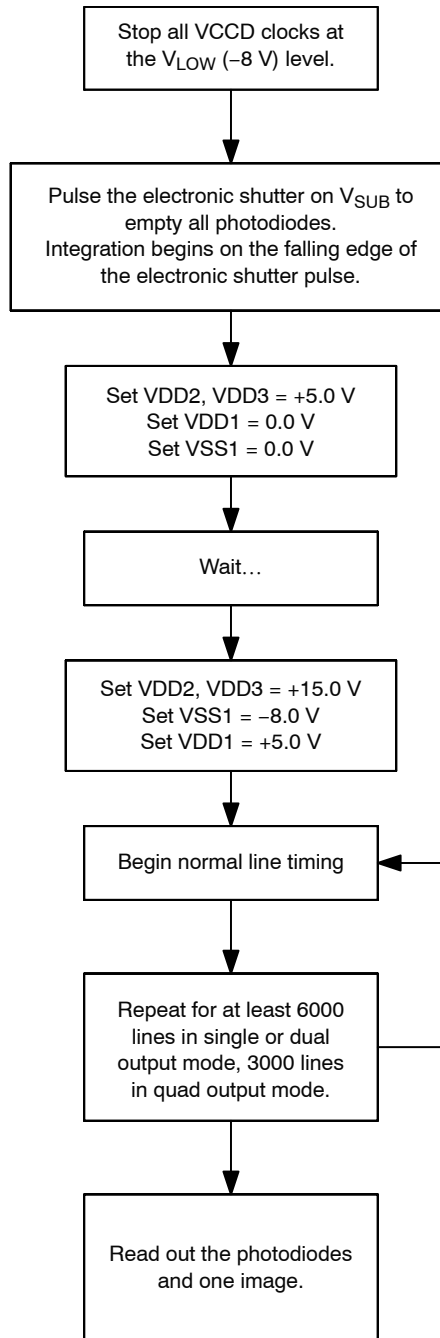 Stop all VCCD clocks at
the VLOW (−8 V) level.
Pulse the electronic shutter on VSUB to
empty all photodiodes.
Integration begins on the falling edge of
the electronic shutter pulse.
Set VDD2, VDD3 = +5.0 V
Set VDD1 = 0.0 V
Set VSS1 = 0.0 V
Wait…
Set VDD2, VDD3 = +15.0 V
Set VSS1 = −8.0 V
Set VDD1 = +5.0 V
Begin normal line timing
Repeat for at least 6000
lines in single or dual
output mode, 3000 lines
in quad output mode.
Read out the photodiodes
and one image.